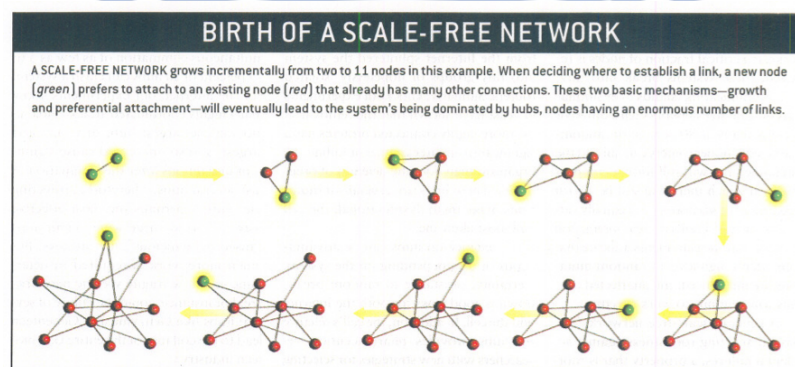 BIRTH OF A SCALE-FREE NETWORK
A SCALE-FREE NETWORK grows incrementally from two to 11 nodes in this example. When deciding where to establish a link, a new node
(green) prefers to attach to an existing node (red) that already has many other connections. These two basic mechanisms—growth
and preferential attachment—will eventually lead to the system's being dominated by hubs, nodes having an enormous number of links.